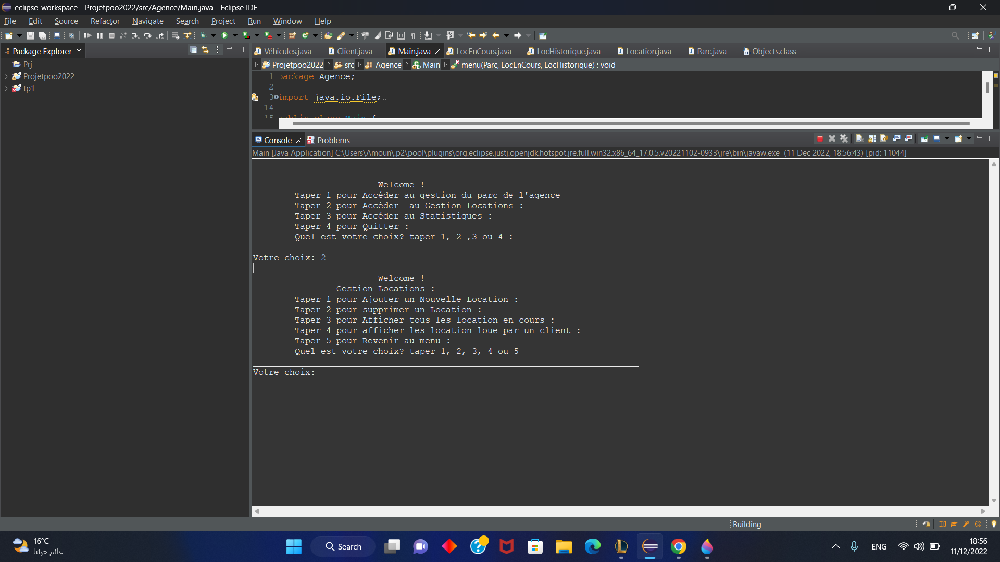 eclipse-workspace - Projetpoo2022/src/Agence/Main.java - Eclipse IDE
File Edit Source Refactor Navigate Search Project Run Window Help
Package Explorer
Prj
Projetpoo2022
tp1
Véhicules.java Client.java Main.java LocEnCours.java LocHistorique.java Location.java Parc.java Objects.class
Projetpoo2022 src Agence Main menu(Parc, LocEnCours, LocHistorique) : void
1 package Agence;
2
3 import java.io.File;
14
15 public class Main {
Console Problems
Main [Java Application] C:\Users\Amoun\.p2\pool\plugins\org.eclipse.justj.openjdk.hotspot.jre.full.win32.x86_64_17.0.5.v20221102-0933\jre\bin\javaw.exe (11 Dec 2022, 18:56:43) [pid: 11044]
Welcome !
Taper 1 pour Accéder au gestion du parc de l'agence
Taper 2 pour Accéder  au Gestion Locations :
Taper 3 pour Accéder au Statistiques :
Taper 4 pour Quitter :
Quel est votre choix? taper 1, 2 ,3 ou 4 :
Votre choix: 2
Welcome !
Gestion Locations :
Taper 1 pour Ajouter un Nouvelle Location :
Taper 2 pour supprimer un Location :
Taper 3 pour Afficher tous les location en cours :
Taper 4 pour afficher les location loue par un client :
Taper 5 pour Revenir au menu :
Quel est votre choix? taper 1, 2, 3, 4 ou 5
Votre choix:
Building
16°C
غائم جزئيًا
Search
ENG
18:56
11/12/2022